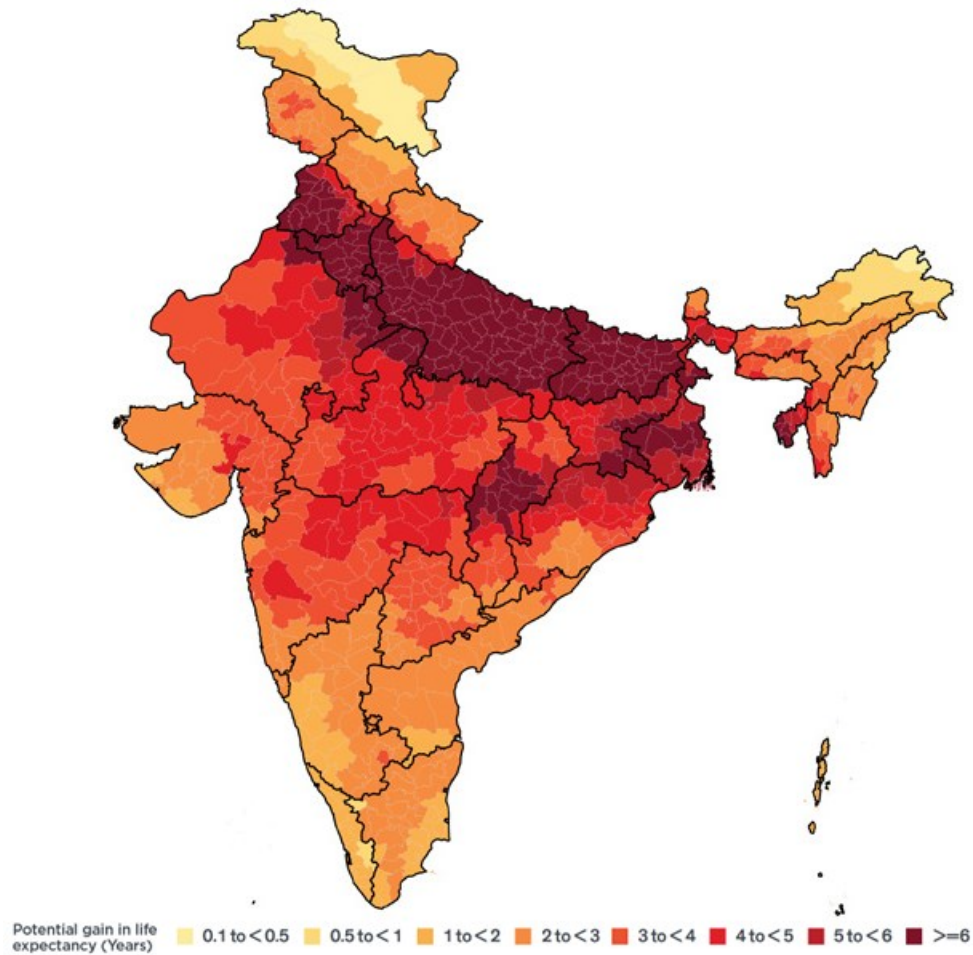 Potential gain in life
expectancy (Years)
0.1 to <0.5 0.5 to <1 1 to <2 2 to <3 3 to <4 4 to <5 5 to <6 >=6